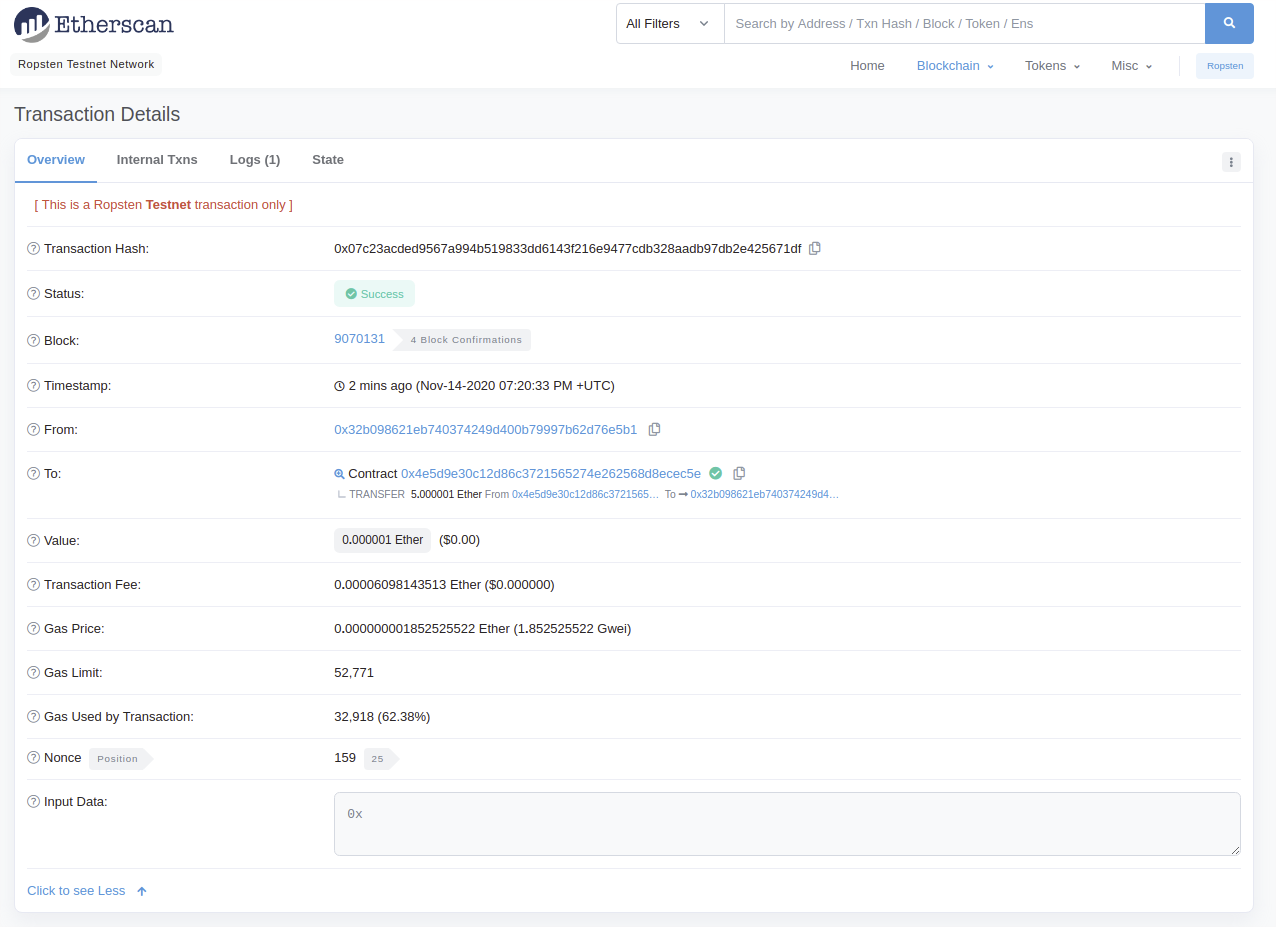 Etherscan
All Filters
Search by Address / Txn Hash / Block / Token / Ens
Ropsten Testnet Network
Home Blockchain Tokens Misc Ropsten
Transaction Details
Overview Internal Txns Logs (1) State
[ This is a Ropsten Testnet transaction only ]
Transaction Hash: 0x07c23acded9567a994b519833dd6143f216e9477cdb328aadb97db2e425671df
Status: Success
Block: 9070131 4 Block Confirmations
Timestamp: 2 mins ago (Nov-14-2020 07:20:33 PM +UTC)
From: 0x32b098621eb740374249d400b79997b62d76e5b1
To: Contract 0x4e5d9e30c12d86c3721565274e262568d8ecec5e
TRANSFER 5.000001 Ether From 0x4e5d9e30c12d86c3721565... To → 0x32b098621eb740374249d4...
Value: 0.000001 Ether ($0.00)
Transaction Fee: 0.00006098143513 Ether ($0.000000)
Gas Price: 0.000000001852525522 Ether (1.852525522 Gwei)
Gas Limit: 52,771
Gas Used by Transaction: 32,918 (62.38%)
Nonce Position 159 25
Input Data: 0x
Click to see Less